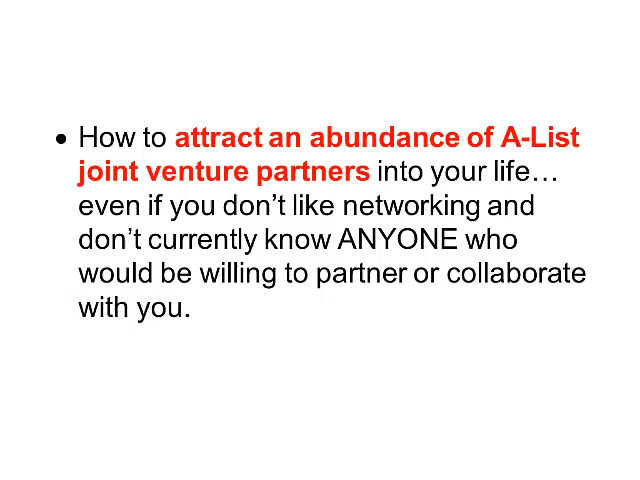 • How to attract an abundance of A-List
joint venture partners into your life…
even if you don’t like networking and
don’t currently know ANYONE who
would be willing to partner or collaborate
with you.